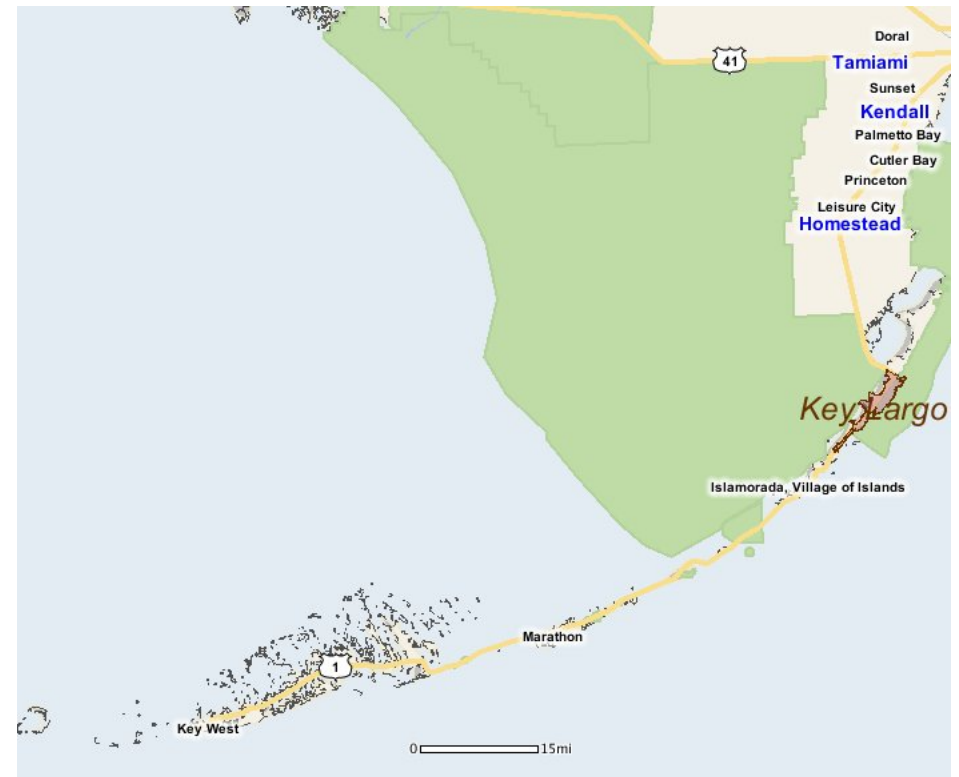 Doral
41
Tamiami
Sunset
Kendall
Palmetto Bay
Cutler Bay
Princeton
Leisure City
Homestead
Key Largo
Islamorada, Village of Islands
Marathon
1
Key West
0 15mi